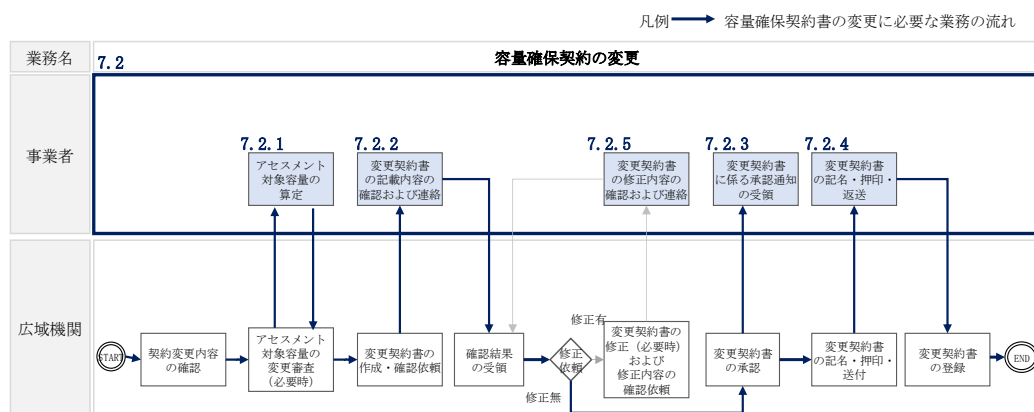 凡例 容量確保契約書の変更に必要な業務の流れ
業務名
7.2
容量確保契約の変更
事業者
7.2.1
アセスメント
対象容量の
算定
7.2.2
変更契約書
の記載内容の
確認および連絡
7.2.5
変更契約書
の修正内容の
確認および連絡
7.2.3
変更契約書
に係る承認通知
の受領
7.2.4
変更契約書
の記名・押印・
返送
広域機関
START
契約変更内容
の確認
アセスメント
対象容量の
変更審査
(必要時)
変更契約書の
作成・確認依頼
確認結果
の受領
修正
依頼
修正有
修正無
変更契約書の
修正（必要時）
および
修正内容の
確認依頼
変更契約書
の承認
変更契約書
の記名・押印・
送付
変更契約書
の登録
END